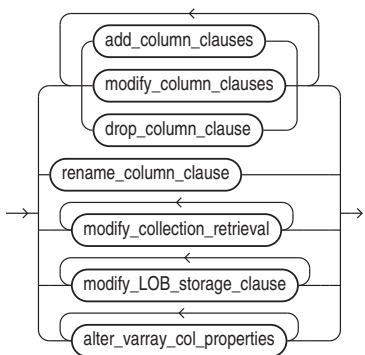 add_column_clauses
modify_column_clauses
drop_column_clause
rename_column_clause
modify_collection_retrieval
modify_LOB_storage_clause
alter_varray_col_properties